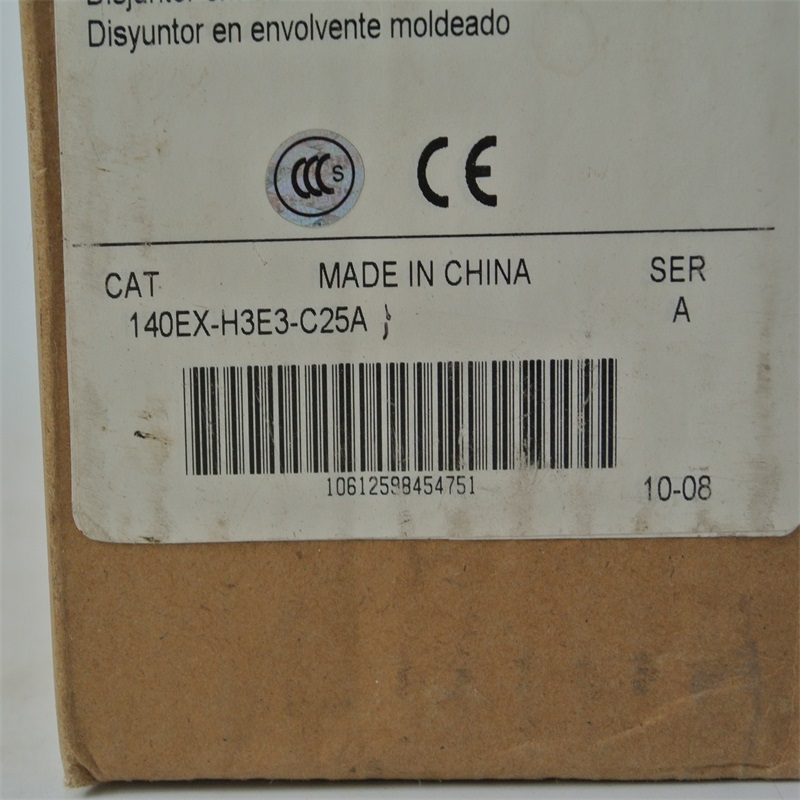 Disyuntor en envolvente moldeado
CCC S CE
CAT MADE IN CHINA SER
140EX-H3E3-C25A A
10612598454751
10-08